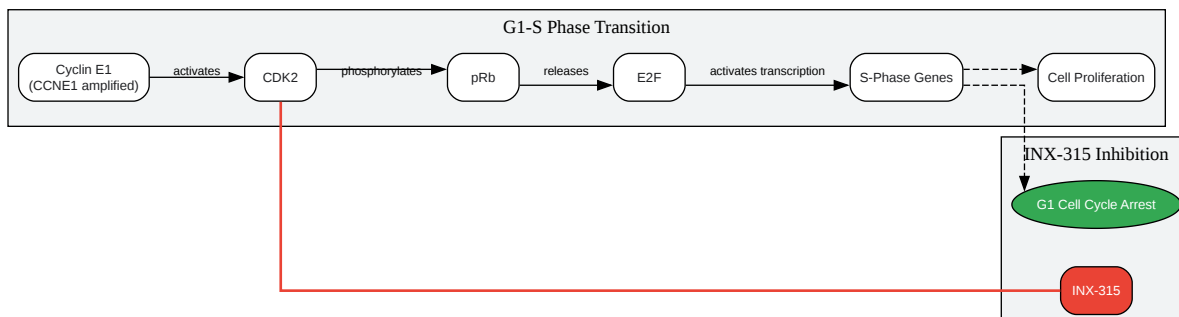 G1-S Phase Transition
Cyclin E1
(CCNE1 amplified)
activates
CDK2
phosphorylates
pRb
releases
E2F
activates transcription
S-Phase Genes
Cell Proliferation
INX-315 Inhibition
G1 Cell Cycle Arrest
INX-315